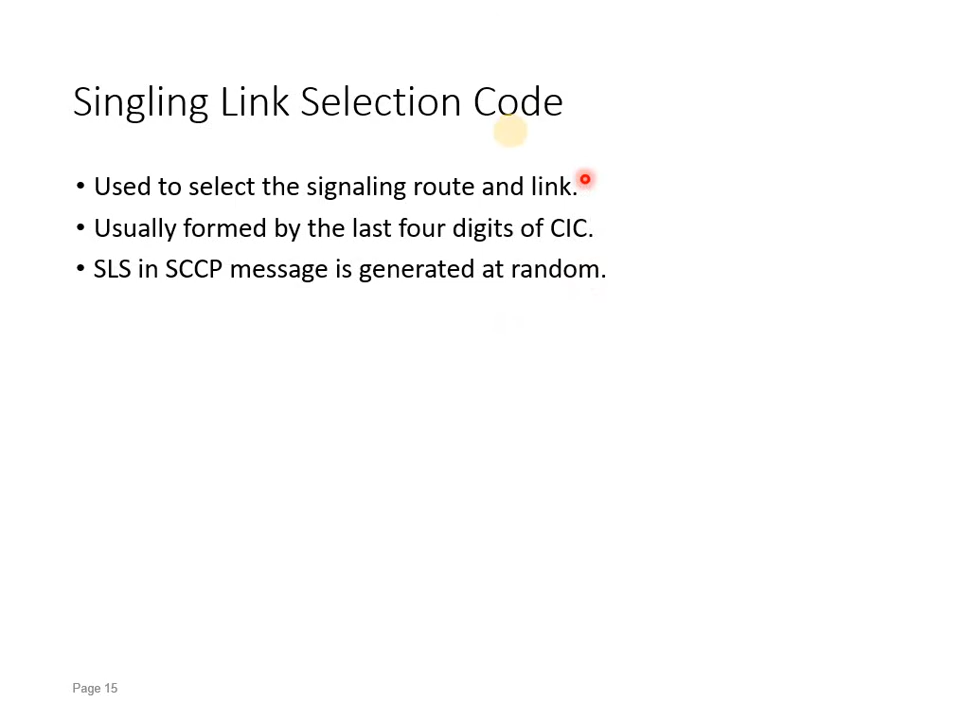 Singling Link Selection Code
• Used to select the signaling route and link.
• Usually formed by the last four digits of CIC.
• SLS in SCCP message is generated at random.
Page 15